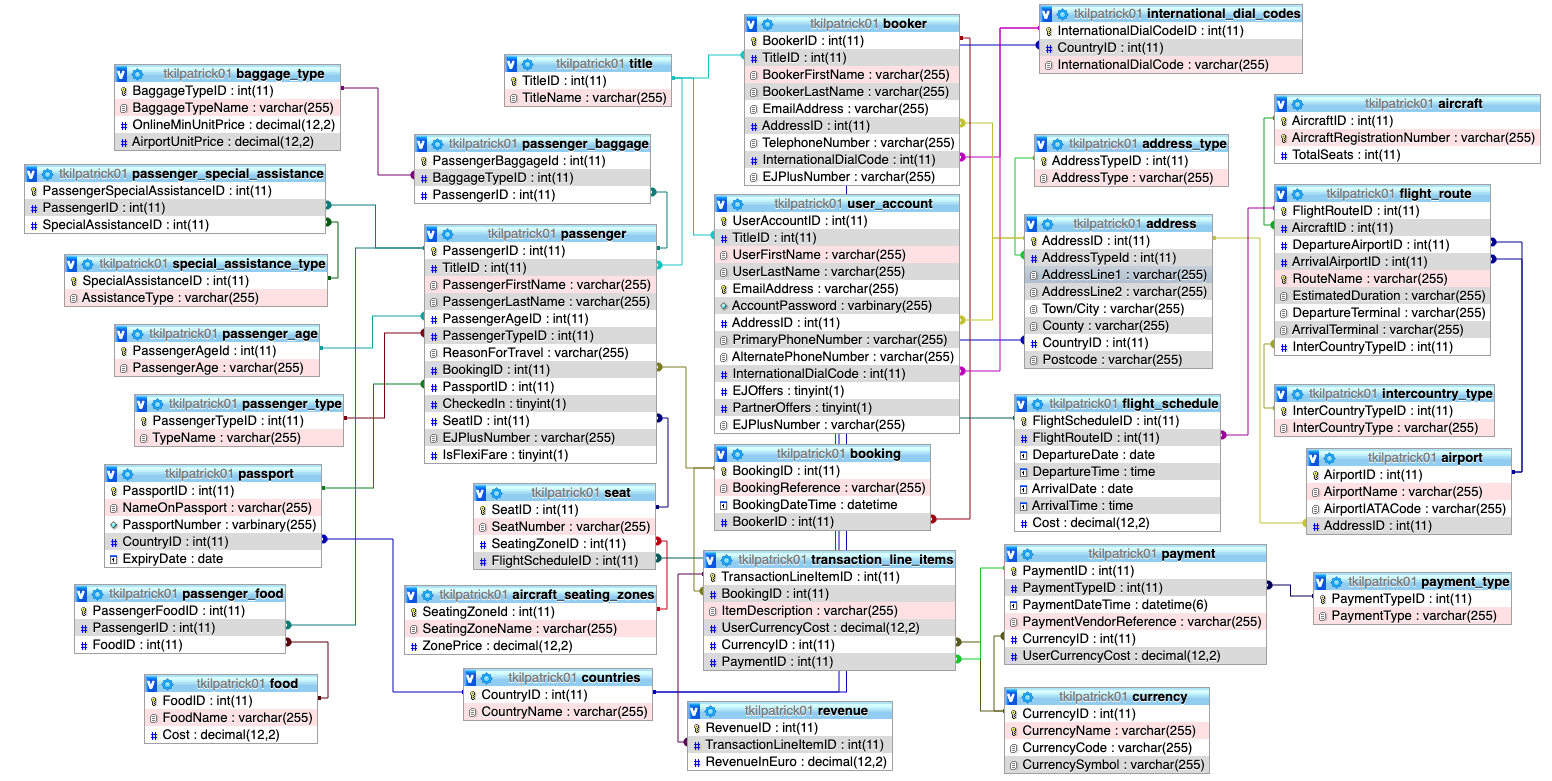 tkilpatrick01 baggage_type
BaggageTypeID : int(11)
BaggageTypeName : varchar(255)
OnlineMinUnitPrice : decimal(12,2)
AirportUnitPrice : decimal(12,2)
tkilpatrick01 passenger_special_assistance
PassengerSpecialAssistanceID : int(11)
PassengerID : int(11)
SpecialAssistanceID : int(11)
tkilpatrick01 special_assistance_type
SpecialAssistanceID : int(11)
AssistanceType : varchar(255)
tkilpatrick01 passenger_age
PassengerAgeId : int(11)
PassengerAge : varchar(255)
tkilpatrick01 passenger_type
PassengerTypeID : int(11)
TypeName : varchar(255)
tkilpatrick01 passport
PassportID : int(11)
NameOnPassport : varchar(255)
PassportNumber : varbinary(255)
CountryID : int(11)
ExpiryDate : date
tkilpatrick01 passenger_food
PassengerFoodID : int(11)
PassengerID : int(11)
FoodID : int(11)
tkilpatrick01 food
FoodID : int(11)
FoodName : varchar(255)
Cost : decimal(12,2)
tkilpatrick01 title
TitleID : int(11)
TitleName : varchar(255)
tkilpatrick01 passenger_baggage
PassengerBaggageId : int(11)
BaggageTypeID : int(11)
PassengerID : int(11)
tkilpatrick01 passenger
PassengerID : int(11)
TitleID : int(11)
PassengerFirstName : varchar(255)
PassengerLastName : varchar(255)
PassengerAgeID : int(11)
PassengerTypeID : int(11)
ReasonForTravel : varchar(255)
BookingID : int(11)
PassportID : int(11)
CheckedIn : tinyint(1)
SeatID : int(11)
EJPlusNumber : varchar(255)
IsFlexiFare : tinyint(1)
tkilpatrick01 seat
SeatID : int(11)
SeatNumber : varchar(255)
SeatingZoneID : int(11)
FlightScheduleID : int(11)
tkilpatrick01 aircraft_seating_zones
SeatingZoneId : int(11)
SeatingZoneName : varchar(255)
ZonePrice : decimal(12,2)
tkilpatrick01 countries
CountryID : int(11)
CountryName : varchar(255)
tkilpatrick01 booker
BookerID : int(11)
TitleID : int(11)
BookerFirstName : varchar(255)
BookerLastName : varchar(255)
EmailAddress : varchar(255)
AddressID : int(11)
TelephoneNumber : varchar(255)
InternationalDialCode : int(11)
EJPlusNumber : varchar(255)
tkilpatrick01 user_account
UserAccountID : int(11)
TitleID : int(11)
UserFirstName : varchar(255)
UserLastName : varchar(255)
EmailAddress : varchar(255)
AccountPassword : varbinary(255)
AddressID : int(11)
PrimaryPhoneNumber : varchar(255)
AlternatePhoneNumber : varchar(255)
InternationalDialCode : int(11)
EJOffers : tinyint(1)
PartnerOffers : tinyint(1)
EJPlusNumber : varchar(255)
tkilpatrick01 booking
BookingID : int(11)
BookingReference : varchar(255)
BookingDateTime : datetime
BookerID : int(11)
tkilpatrick01 transaction_line_items
TransactionLineItemID : int(11)
BookingID : int(11)
ItemDescription : varchar(255)
UserCurrencyCost : decimal(12,2)
CurrencyID : int(11)
PaymentID : int(11)
tkilpatrick01 revenue
RevenueID : int(11)
TransactionLineItemID : int(11)
RevenueInEuro : decimal(12,2)
tkilpatrick01 international_dial_codes
InternationalDialCodeID : int(11)
CountryID : int(11)
InternationalDialCode : varchar(255)
tkilpatrick01 address_type
AddressTypeID : int(11)
AddressType : varchar(255)
tkilpatrick01 address
AddressID : int(11)
AddressTypeId : int(11)
AddressLine1 : varchar(255)
AddressLine2 : varchar(255)
Town/City : varchar(255)
County : varchar(255)
CountryID : int(11)
Postcode : varchar(255)
tkilpatrick01 flight_schedule
FlightScheduleID : int(11)
FlightRouteID : int(11)
DepartureDate : date
DepartureTime : time
ArrivalDate : date
ArrivalTime : time
Cost : decimal(12,2)
tkilpatrick01 payment
PaymentID : int(11)
PaymentTypeID : int(11)
PaymentDateTime : datetime(6)
PaymentVendorReference : varchar(255)
CurrencyID : int(11)
UserCurrencyCost : decimal(12,2)
tkilpatrick01 currency
CurrencyID : int(11)
CurrencyName : varchar(255)
CurrencyCode : varchar(255)
CurrencySymbol : varchar(255)
tkilpatrick01 aircraft
AircraftID : int(11)
AircraftRegistrationNumber : varchar(255)
TotalSeats : int(11)
tkilpatrick01 flight_route
FlightRouteID : int(11)
AircraftID : int(11)
DepartureAirportID : int(11)
ArrivalAirportID : int(11)
RouteName : varchar(255)
EstimatedDuration : varchar(255)
DepartureTerminal : varchar(255)
ArrivalTerminal : varchar(255)
InterCountryTypeID : int(11)
tkilpatrick01 intercountry_type
InterCountryTypeID : int(11)
InterCountryType : varchar(255)
tkilpatrick01 airport
AirportID : int(11)
AirportName : varchar(255)
AirportIATACode : varchar(255)
AddressID : int(11)
tkilpatrick01 payment_type
PaymentTypeID : int(11)
PaymentType : varchar(255)